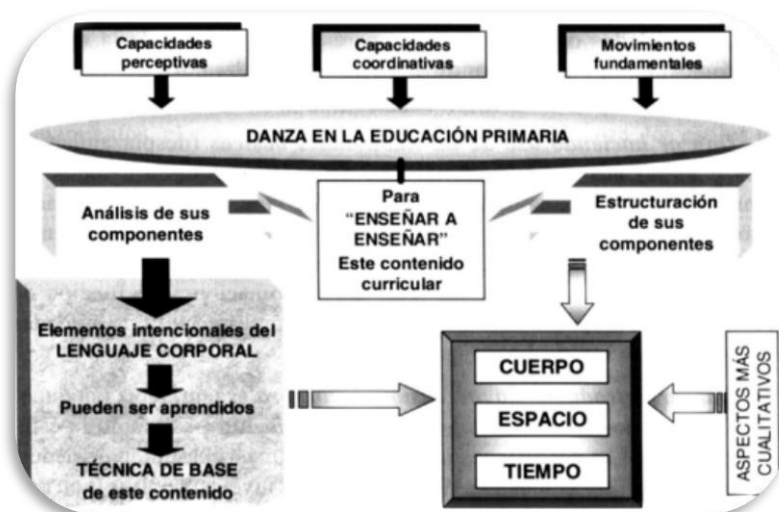 Capacidades
perceptivas
Capacidades
coordinativas
Movimientos
fundamentales
DANZA EN LA EDUCACIÓN PRIMARIA
Análisis de sus
componentes
Para
“ENSEÑAR A
ENSEÑAR”
Este contenido
curricular
Estructuración
de sus
componentes
Elementos intencionales del
LENGUAJE CORPORAL
Pueden ser aprendidos
TÉCNICA DE BASE
de este contenido
CUERPO
ESPACIO
TIEMPO
ASPECTOS MÁS
CUALITATIVOS